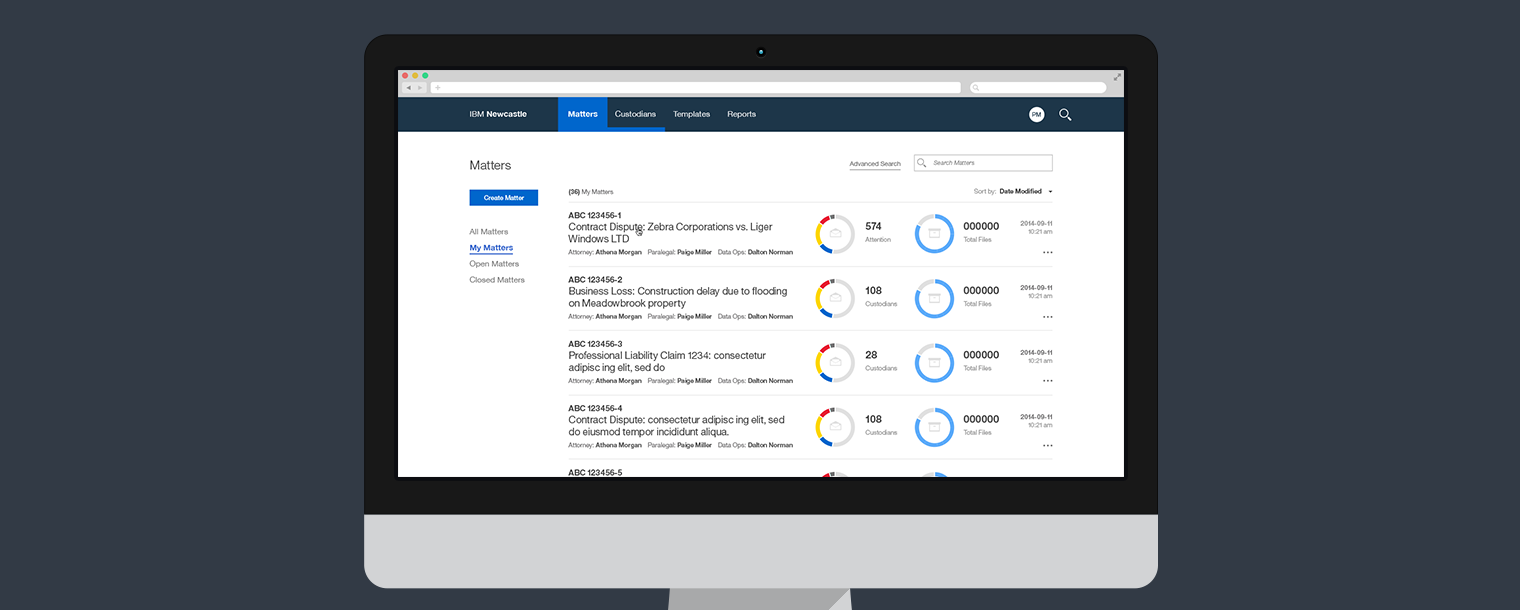 IBM Newcastle
Matters
Custodians
Templates
Reports
PM
Matters
Advanced Search
Search Matters
Create Matter
(36) My Matters
Sort by: Date Modified
All Matters
My Matters
Open Matters
Closed Matters
ABC 123456-1
Contract Dispute: Zebra Corporations vs. Liger
Windows LTD
Attorney: Athena Morgan Paralegal: Paige Miller Data Ops: Dalton Norman
574
Attention
000000
Total Files
2014-09-11
10:21 am
ABC 123456-2
Business Loss: Construction delay due to flooding
on Meadowbrook property
Attorney: Athena Morgan Paralegal: Paige Miller Data Ops: Dalton Norman
108
Custodians
000000
Total Files
2014-09-11
10:21 am
ABC 123456-3
Professional Liability Claim 1234: consectetur
adipisc ing elit, sed do
Attorney: Athena Morgan Paralegal: Paige Miller Data Ops: Dalton Norman
28
Custodians
000000
Total Files
2014-09-11
10:21 am
ABC 123456-4
Contract Dispute: consectetur adipisc ing elit, sed
do eiusmod tempor incididunt aliqua.
Attorney: Athena Morgan Paralegal: Paige Miller Data Ops: Dalton Norman
108
Custodians
000000
Total Files
2014-09-11
10:21 am
ABC 123456-5